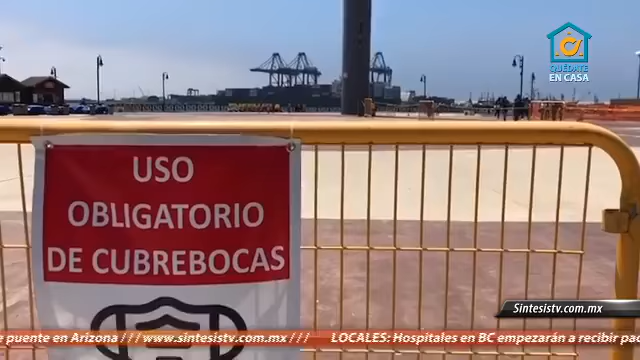 QUÉDATE
EN CASA
USO
OBLIGATORIO
DE CUBREBOCAS
Sintesistv.com.mx
puente en Arizona /// www.sintesistv.com.mx /// LOCALES: Hospitales en BC empezarán a recibir